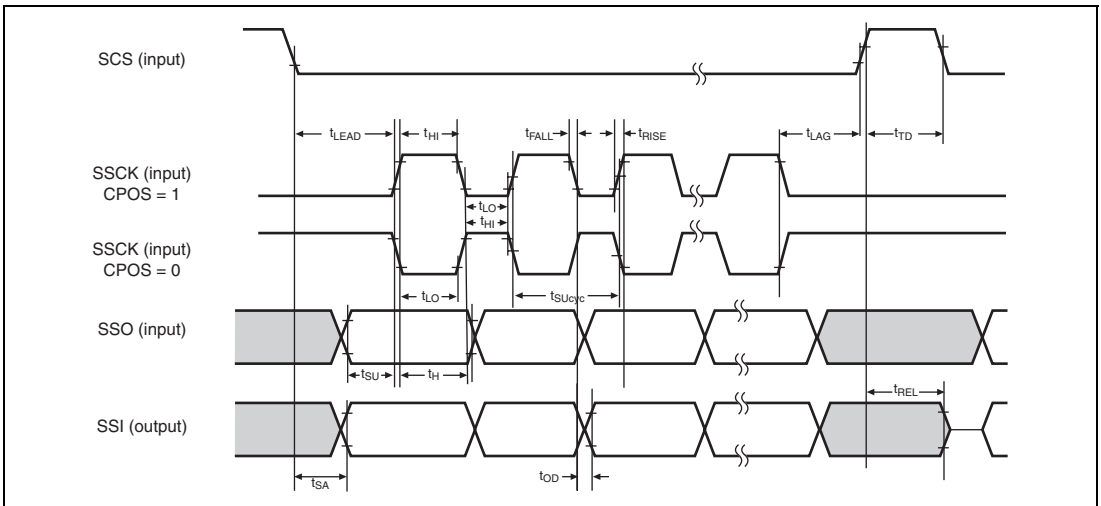 SCS (input)
tLEAD
tHI
tFALL
tRISE
tLAG
tTD
SSCK (input)
CPOS = 1
tLO
tHI
SSCK (input)
CPOS = 0
tLO
tSUcyc
SSO (input)
tSU
tH
tREL
SSI (output)
tSA
tOD